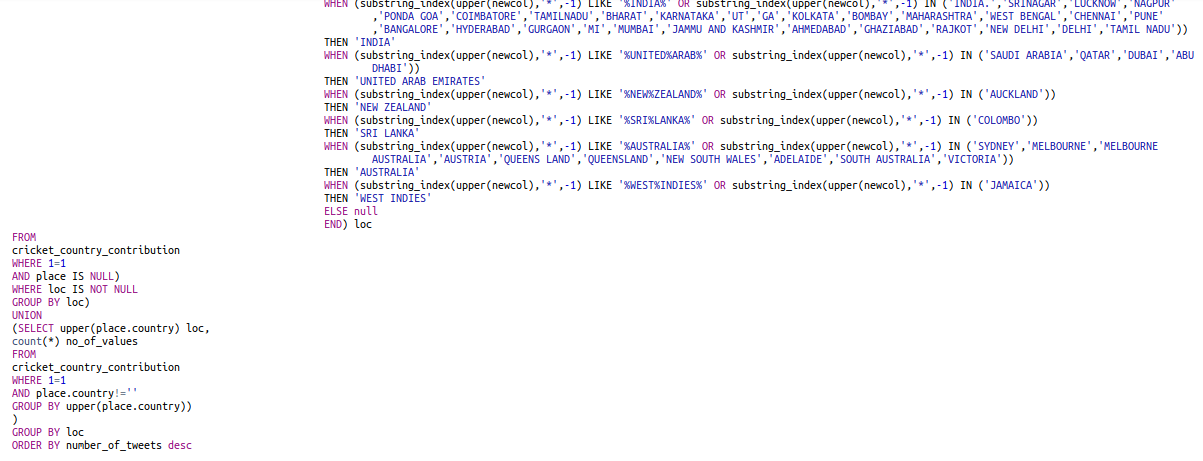 WHEN (substring_index(upper(newcol),'*',-1) LIKE '%INDIA%' OR substring_index(upper(newcol),'*',-1) IN ('INDIA.','SRINAGAR','LUCKNOW','NAGPUR'
,'PONDA GOA','COIMBATORE','TAMILNADU','BHARAT','KARNATAKA','UT','GA','KOLKATA','BOMBAY','MAHARASHTRA','WEST BENGAL','CHENNAI','PUNE'
,'BANGALORE','HYDERABAD','GURGAON','MI','MUMBAI','JAMMU AND KASHMIR','AHMEDABAD','GHAZIABAD','RAJKOT','NEW DELHI','DELHI','TAMIL NADU'))
THEN 'INDIA'
WHEN (substring_index(upper(newcol),'*',-1) LIKE '%UNITED%ARAB%' OR substring_index(upper(newcol),'*',-1) IN ('SAUDI ARABIA','QATAR','DUBAI','ABU
DHABI'))
THEN 'UNITED ARAB EMIRATES'
WHEN (substring_index(upper(newcol),'*',-1) LIKE '%NEW%ZEALAND%' OR substring_index(upper(newcol),'*',-1) IN ('AUCKLAND'))
THEN 'NEW ZEALAND'
WHEN (substring_index(upper(newcol),'*',-1) LIKE '%SRI%LANKA%' OR substring_index(upper(newcol),'*',-1) IN ('COLOMBO'))
THEN 'SRI LANKA'
WHEN (substring_index(upper(newcol),'*',-1) LIKE '%AUSTRALIA%' OR substring_index(upper(newcol),'*',-1) IN ('SYDNEY','MELBOURNE','MELBOURNE
AUSTRALIA','AUSTRIA','QUEENS LAND','QUEENSLAND','NEW SOUTH WALES','ADELAIDE','SOUTH AUSTRALIA','VICTORIA'))
THEN 'AUSTRALIA'
WHEN (substring_index(upper(newcol),'*',-1) LIKE '%WEST%INDIES%' OR substring_index(upper(newcol),'*',-1) IN ('JAMAICA'))
THEN 'WEST INDIES'
ELSE null
END) loc
FROM
cricket_country_contribution
WHERE 1=1
AND place IS NULL)
WHERE loc IS NOT NULL
GROUP BY loc)
UNION
(SELECT upper(place.country) loc,
count(*) no_of_values
FROM
cricket_country_contribution
WHERE 1=1
AND place.country!=''
GROUP BY upper(place.country))
)
GROUP BY loc
ORDER BY number_of_tweets desc